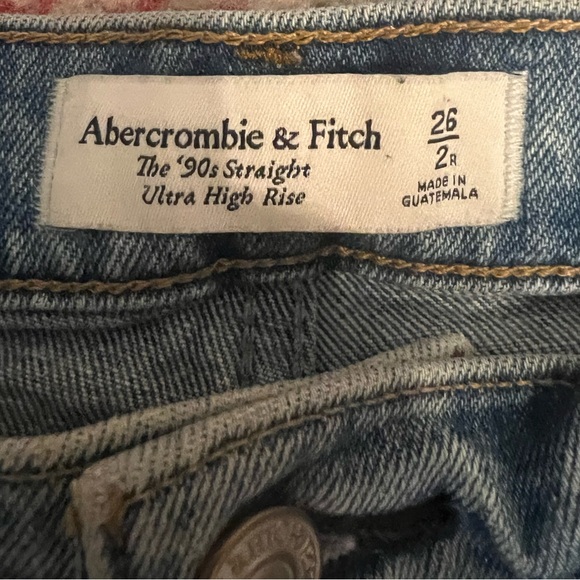 Abercrombie & Fitch
The '90s Straight
Ultra High Rise
26
2R
MADE IN
GUATEMALA